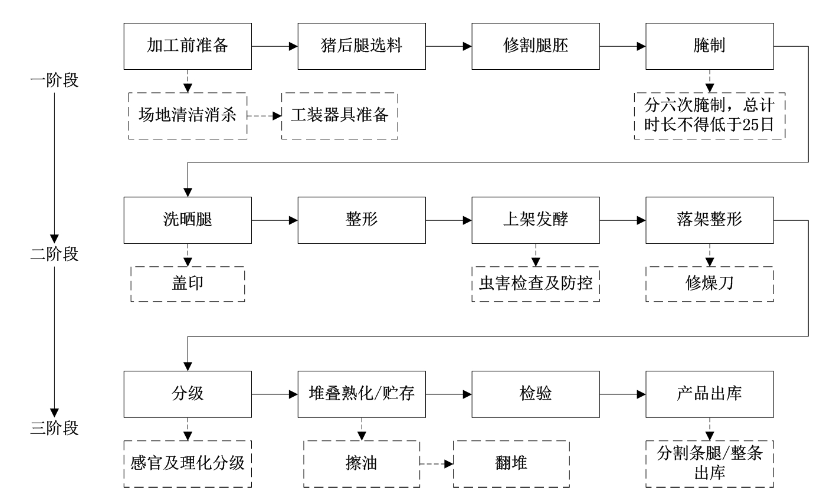 加工前准备
猪后腿选料
修割腿胚
腌制
一阶段
场地清洁消杀
工装器具准备
分六次腌制，总计
时长不得低于25日
洗晒腿
整形
上架发酵
落架整形
二阶段
盖印
虫害检查及防控
修燥刀
分级
堆叠熟化/贮存
检验
产品出库
三阶段
感官及理化分级
擦油
翻堆
分割条腿/整条
出库